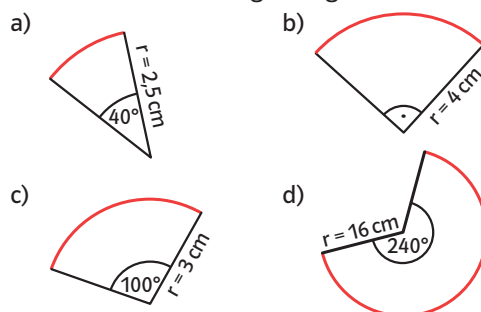 a)
r = 2,5 cm
40°
b)
r = 4 cm
c)
100°
r = 3 cm
d)
r = 16 cm
240°